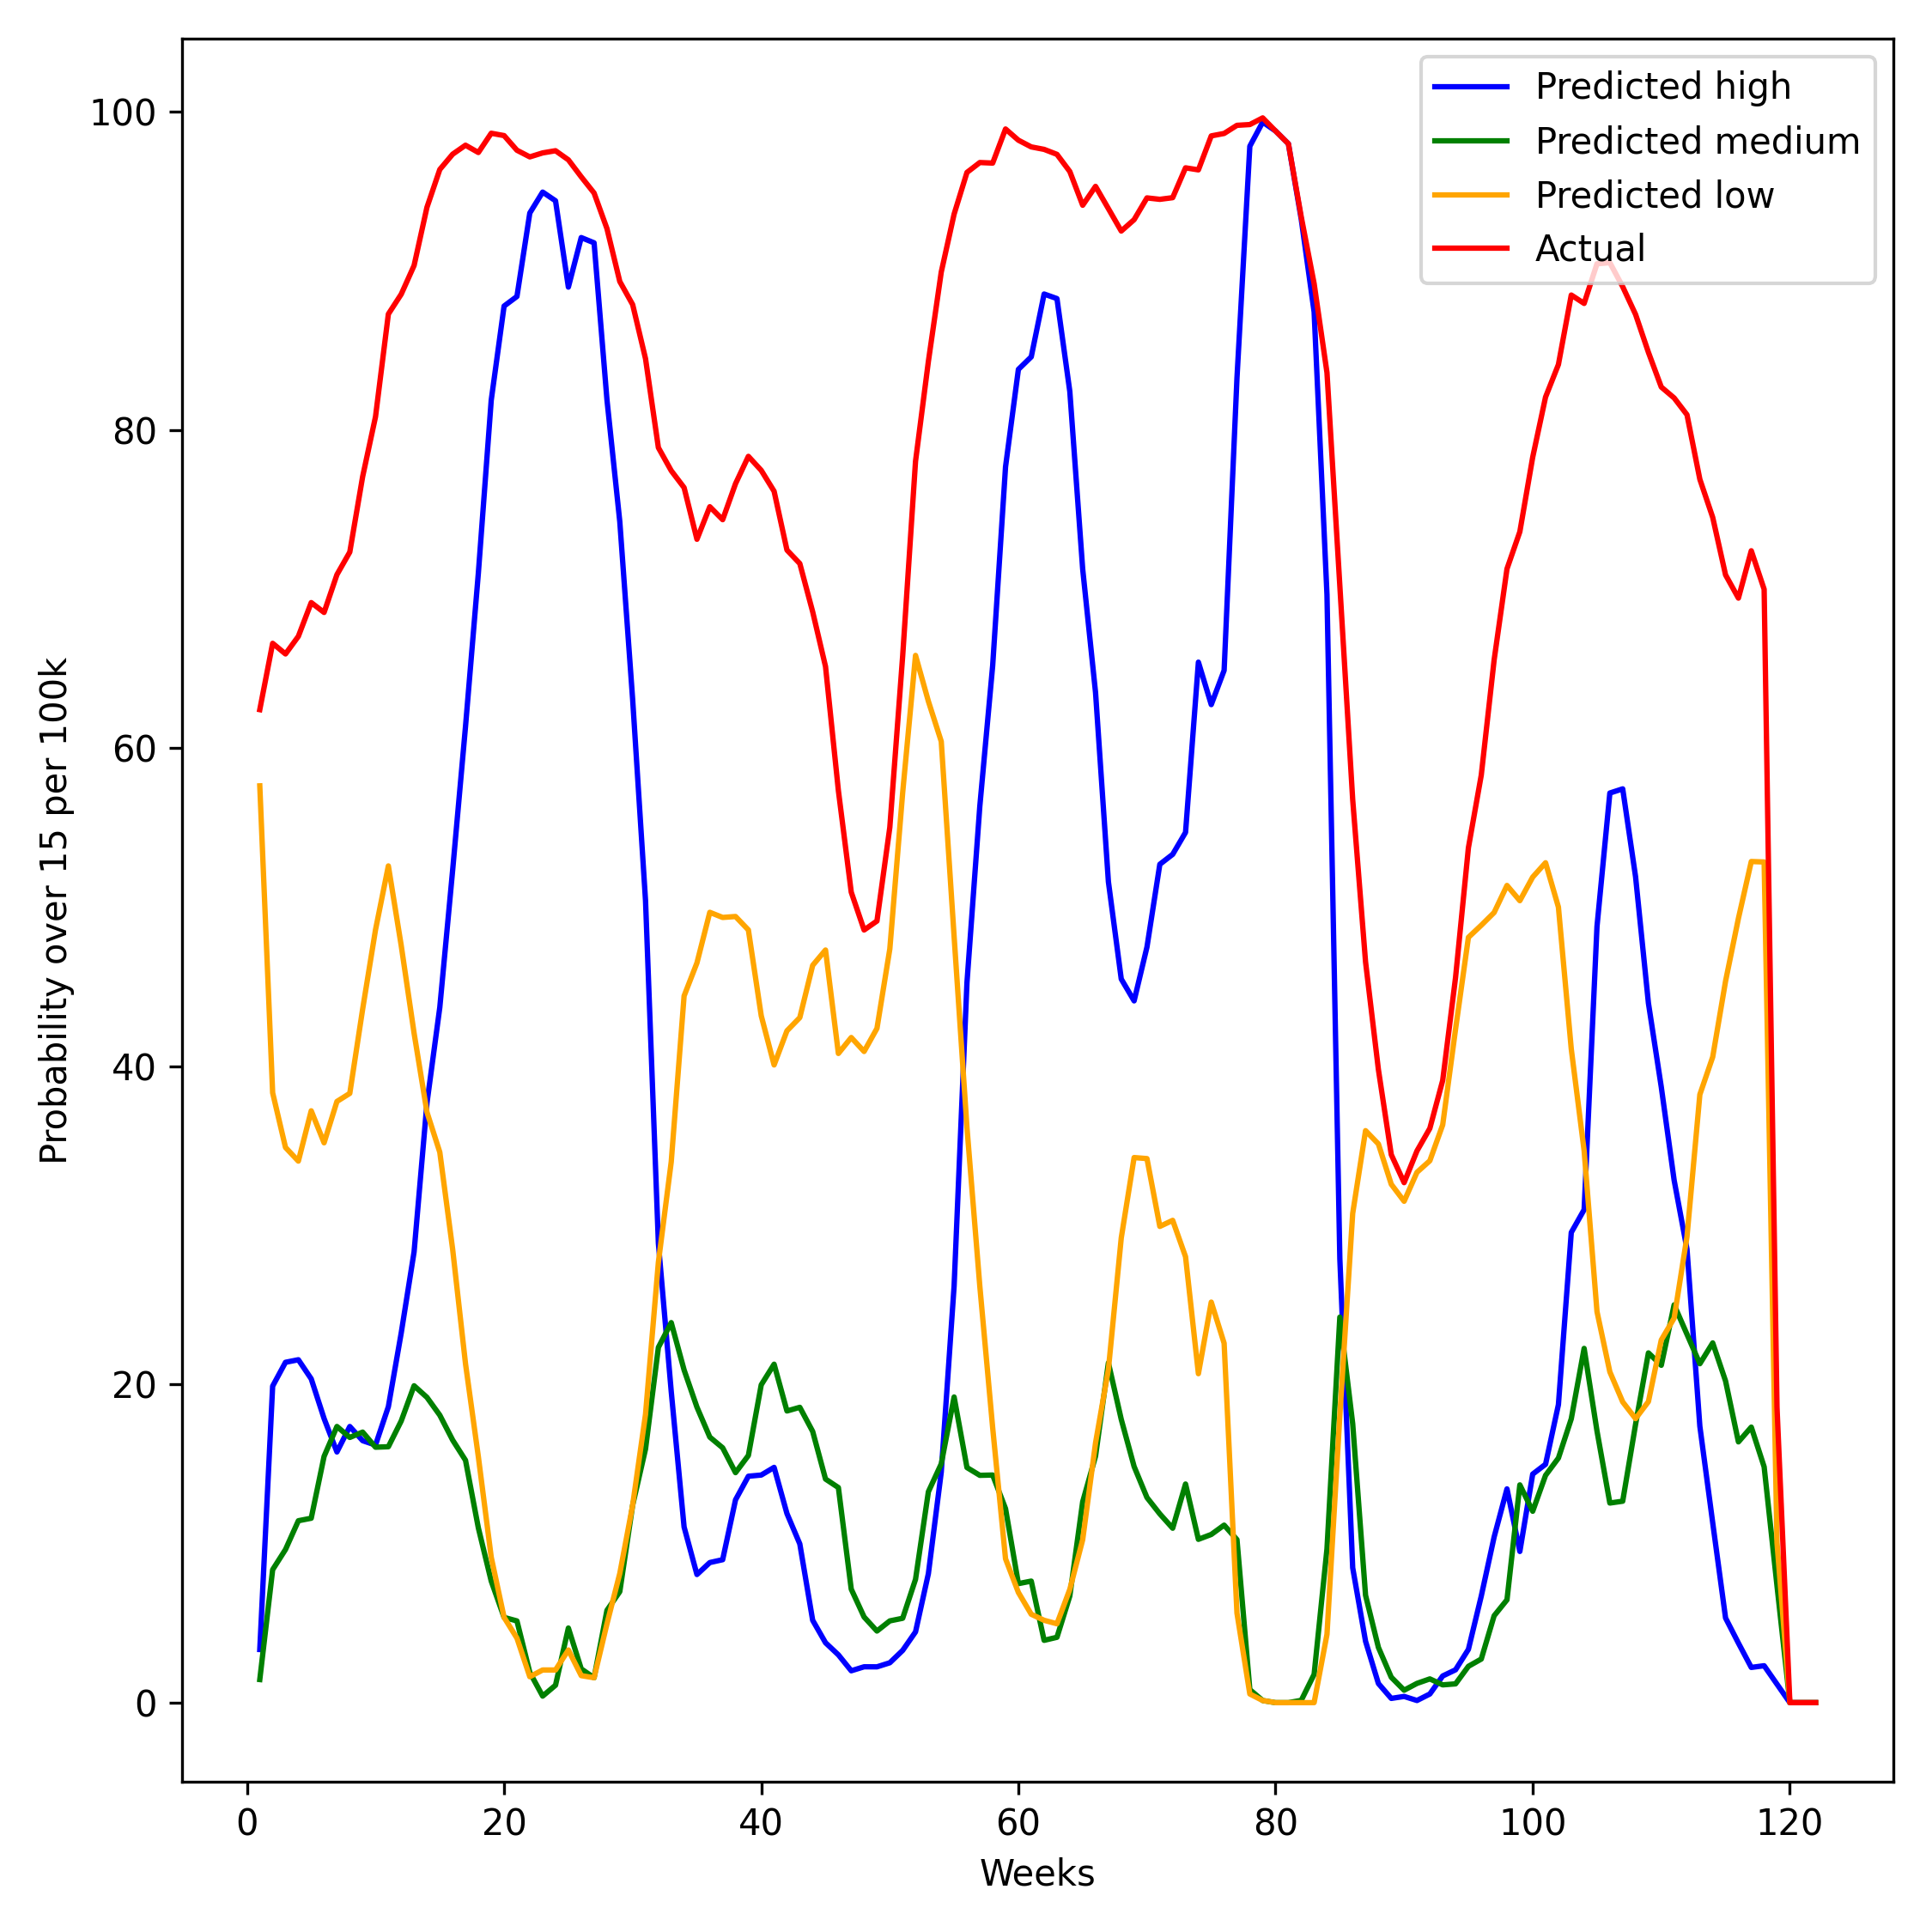 Predicted high
Predicted medium
Predicted low
Actual
100
80
60
40
20
0
Probability over 15 per 100k
0 20 40 60 80 100 120
Weeks